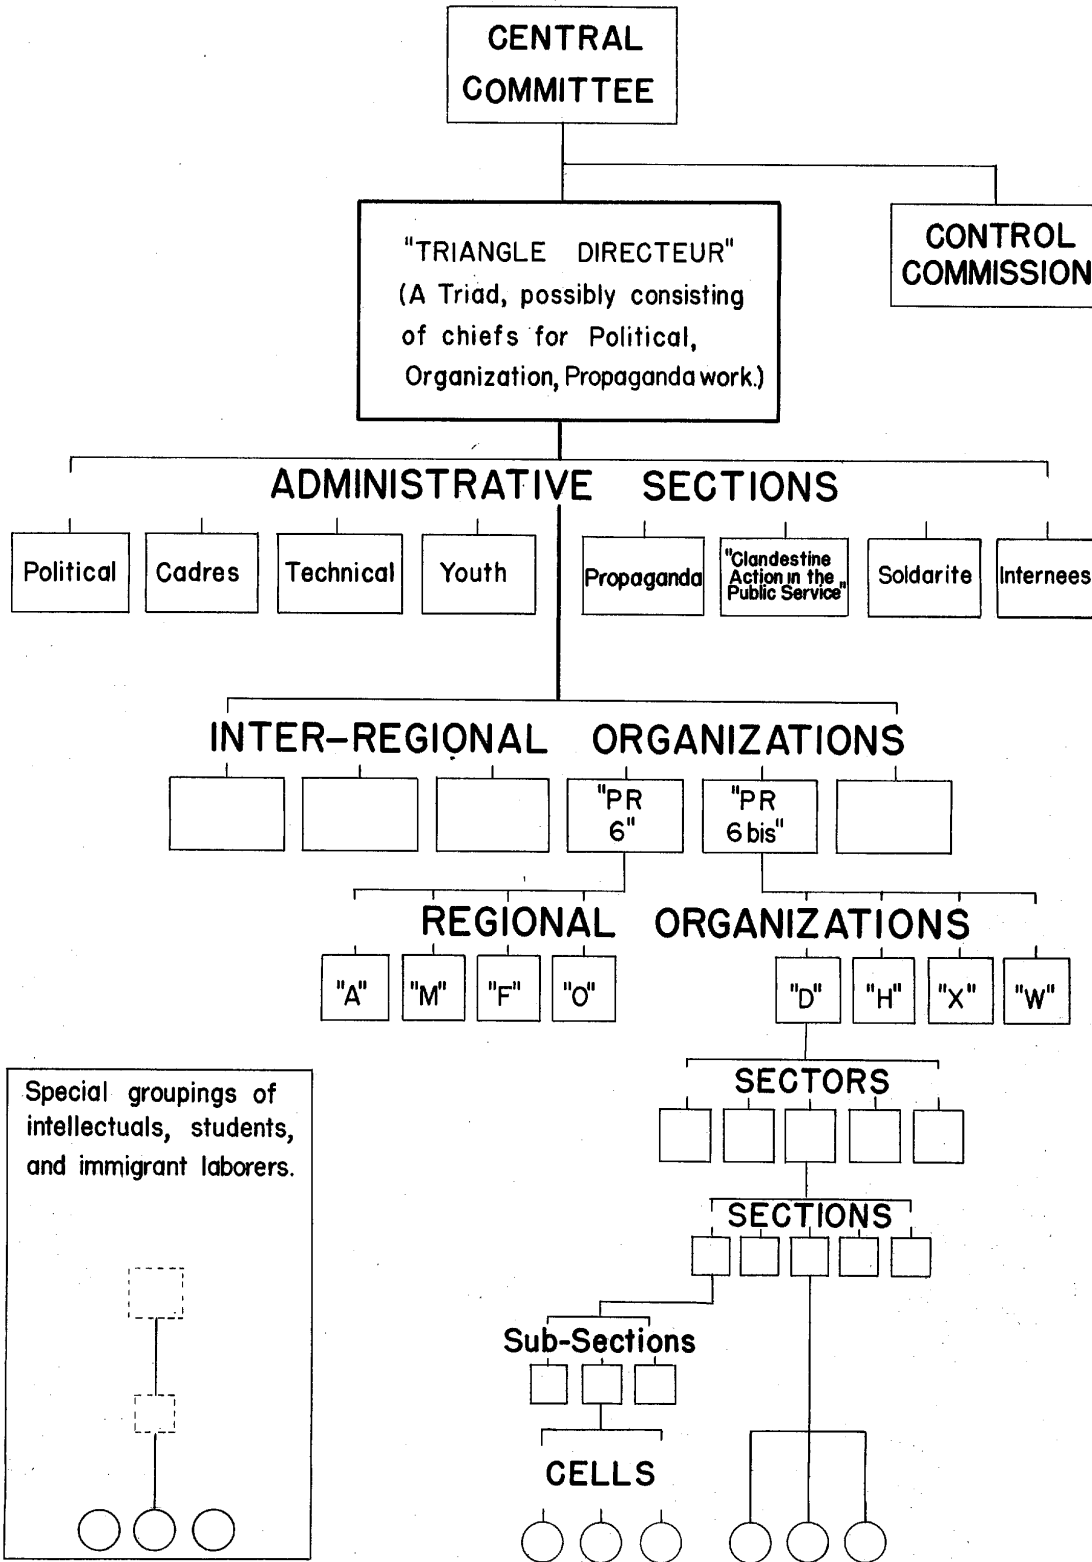 CENTRAL
COMMITTEE
"TRIANGLE DIRECTEUR"
(A Triad, possibly consisting
of chiefs for Political,
Organization, Propaganda work.)
CONTROL
COMMISSION
ADMINISTRATIVE SECTIONS
Political
Cadres
Technical
Youth
Propaganda
"Clandestine
Action in the
Public Service"
Soldarite
Internees
INTER-REGIONAL ORGANIZATIONS
"PR
6"
"PR
6 bis"
REGIONAL ORGANIZATIONS
"A"
"M"
"F"
"O"
"D"
"H"
"X"
"W"
SECTORS
SECTIONS
Sub-Sections
CELLS
Special groupings of
intellectuals, students,
and immigrant laborers.